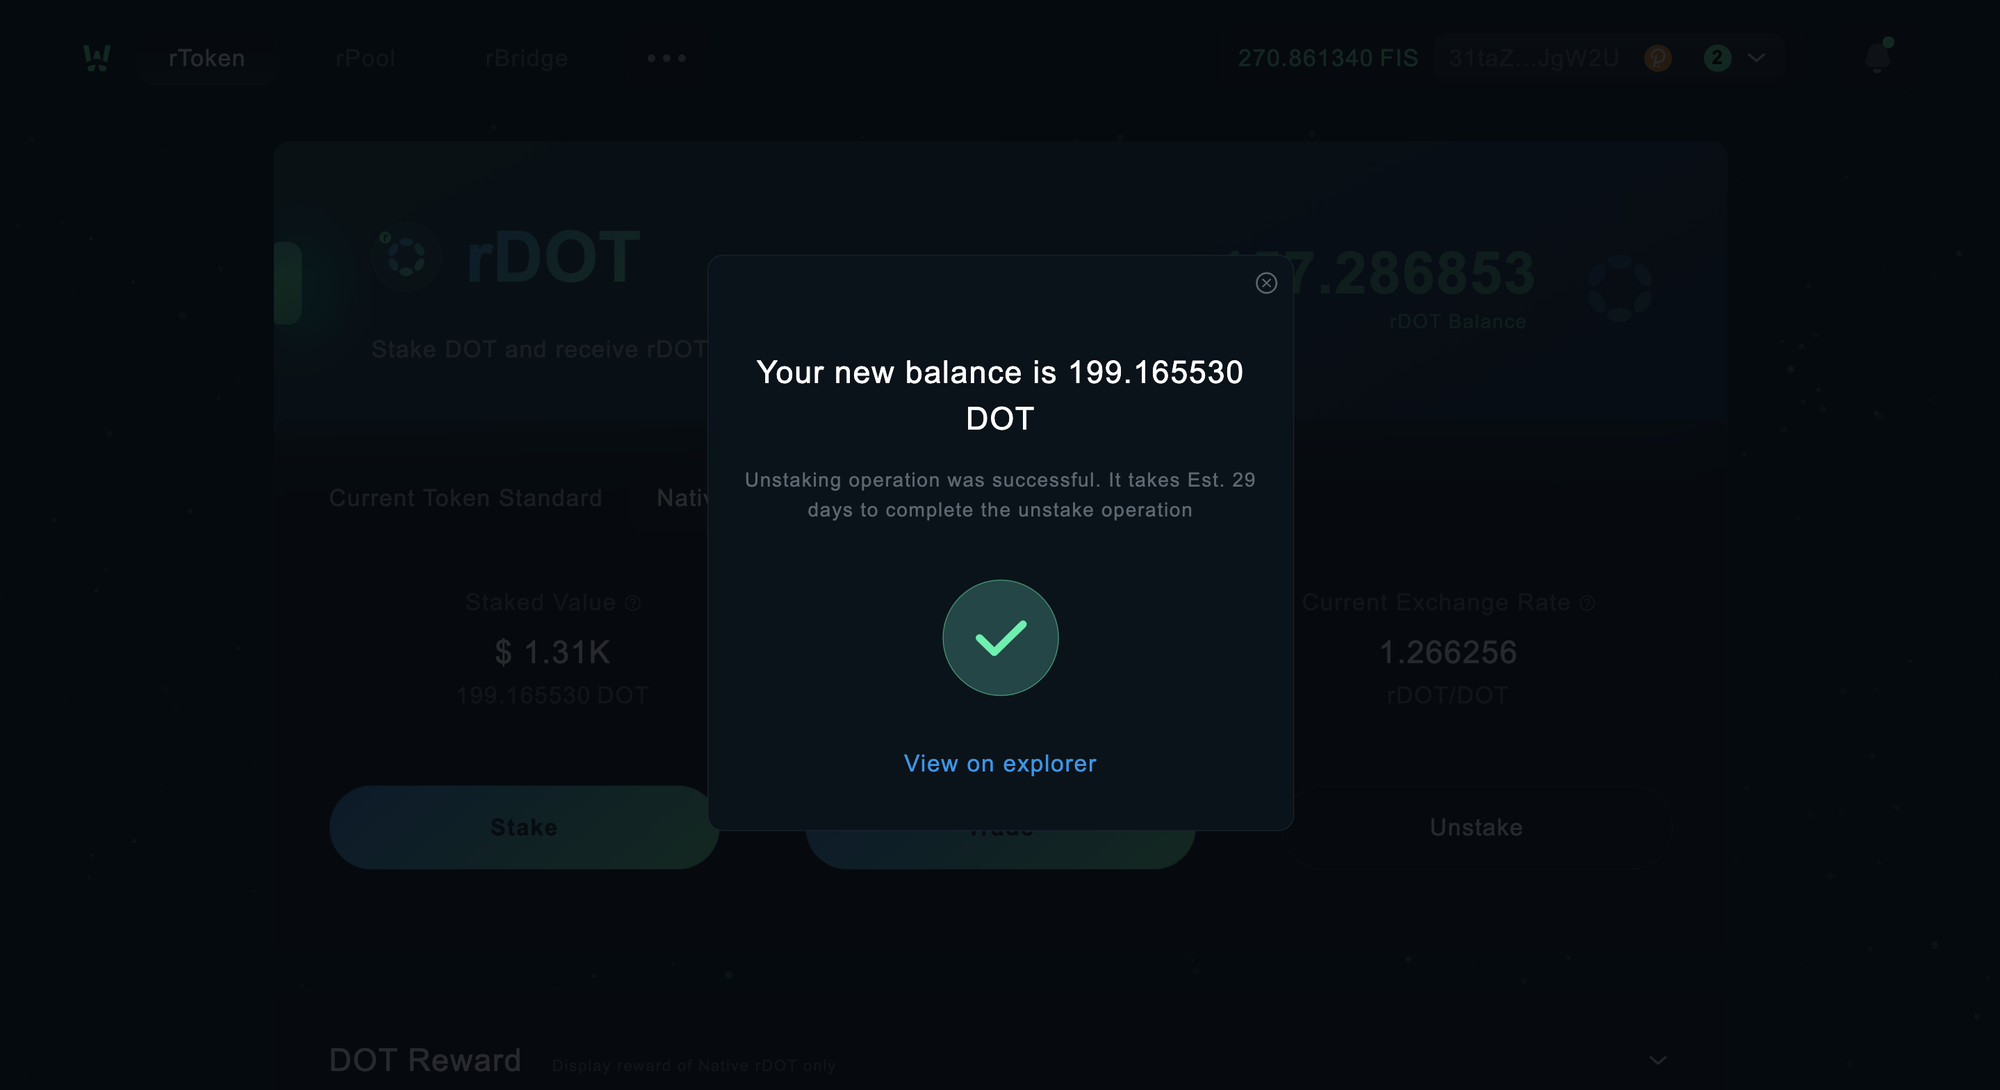 rToken
rPool
rBridge
270.861340 FIS
31taZ...JgW2U
2
rDOT
Stake DOT and receive rDOT
7.286853
rDOT Balance
Your new balance is 199.165530
DOT
Unstaking operation was successful. It takes Est. 29
days to complete the unstake operation
View on explorer
Current Token Standard
Staked Value
$ 1.31K
199.165530 DOT
Current Exchange Rate
1.266256
rDOT/DOT
Stake
Trade
Unstake
DOT Reward
Display reward of Native rDOT only